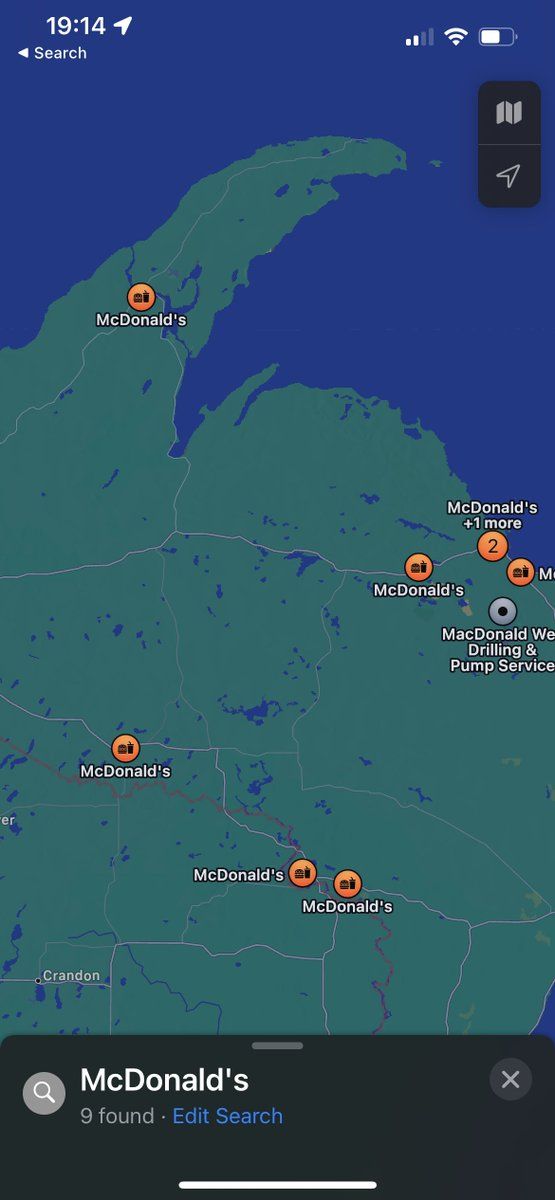 19:14
◀ Search
McDonald's
McDonald's
+1 more
2
McDonald's
MacDonald We
Drilling &
Pump Service
McDonald's
McDonald's
McDonald's
Crandon
McDonald's
9 found · Edit Search